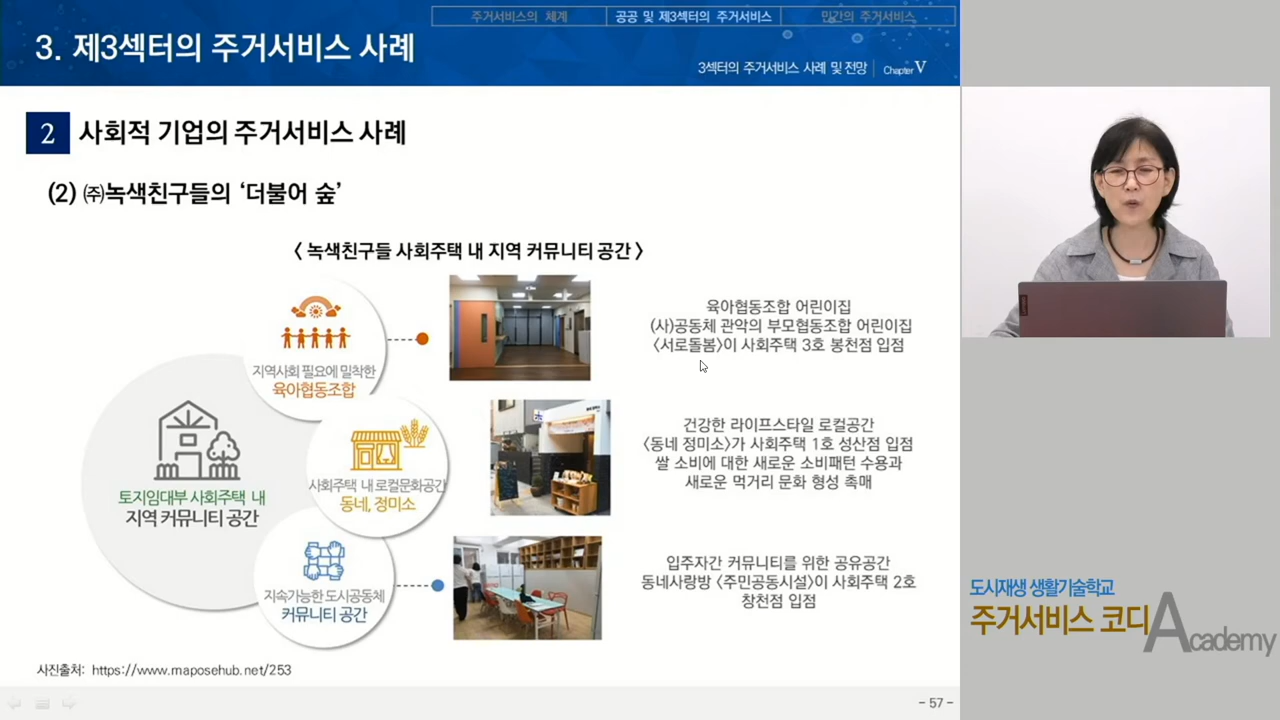 주거서비스의 체계
공공 및 제3섹터의 주거서비스
민간의 주거서비스
3. 제3섹터의 주거서비스 사례
3섹터의 주거서비스 사례 및 전망 Chapter V
2 사회적 기업의 주거서비스 사례
(2) ㈜녹색친구들의 ‘더불어 숲’
< 녹색친구들 사회주택 내 지역 커뮤니티 공간 >
지역사회 필요에 밀착한
육아협동조합
육아협동조합 어린이집
(사)공동체 관악의 부모협동조합 어린이집
<서로돌봄>이 사회주택 3호 봉천점 입점
토지임대부 사회주택 내
지역 커뮤니티 공간
사회주택 내 로컬문화공간
동네, 정미소
건강한 라이프스타일 로컬공간
<동네 정미소>가 사회주택 1호 성산점 입점
쌀 소비에 대한 새로운 소비패턴 수용과
새로운 먹거리 문화 형성 촉매
지속가능한 도시공동체
커뮤니티 공간
입주자간 커뮤니티를 위한 공유공간
동네사랑방 <주민공동시설>이 사회주택 2호
창천점 입점
사진출처: https://www.maposehub.net/253
- 57 -
도시재생 생활기술학교
주거서비스 코디 Academy